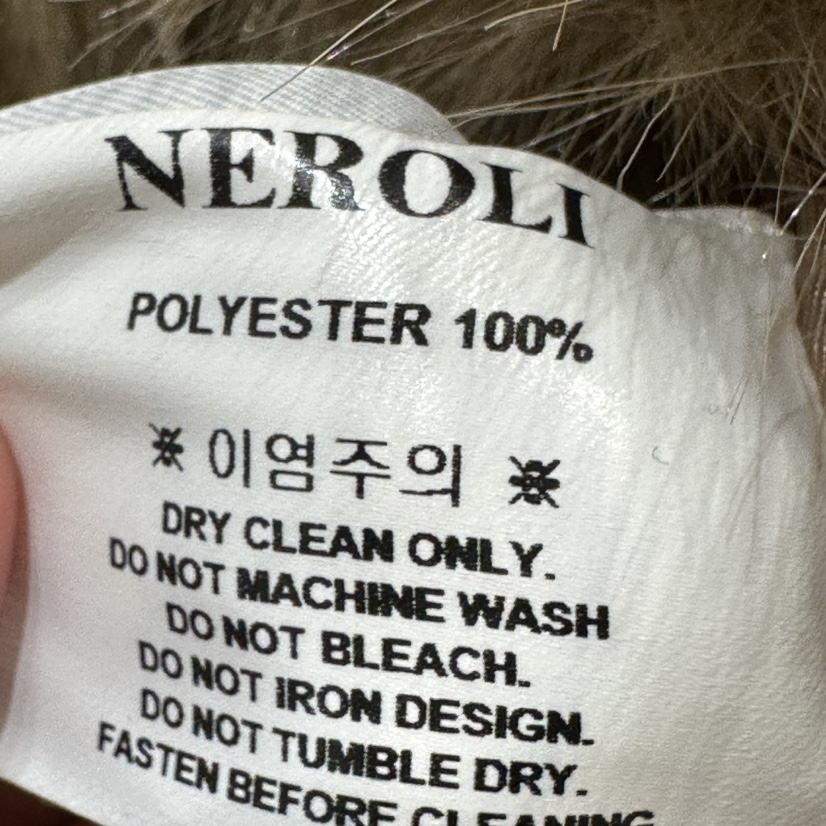 NEROLI
POLYESTER 100%
※ 이염주의 ※
DRY CLEAN ONLY.
DO NOT MACHINE WASH
DO NOT BLEACH.
DO NOT IRON DESIGN.
DO NOT TUMBLE DRY.
FASTEN BEFORE CLEANING